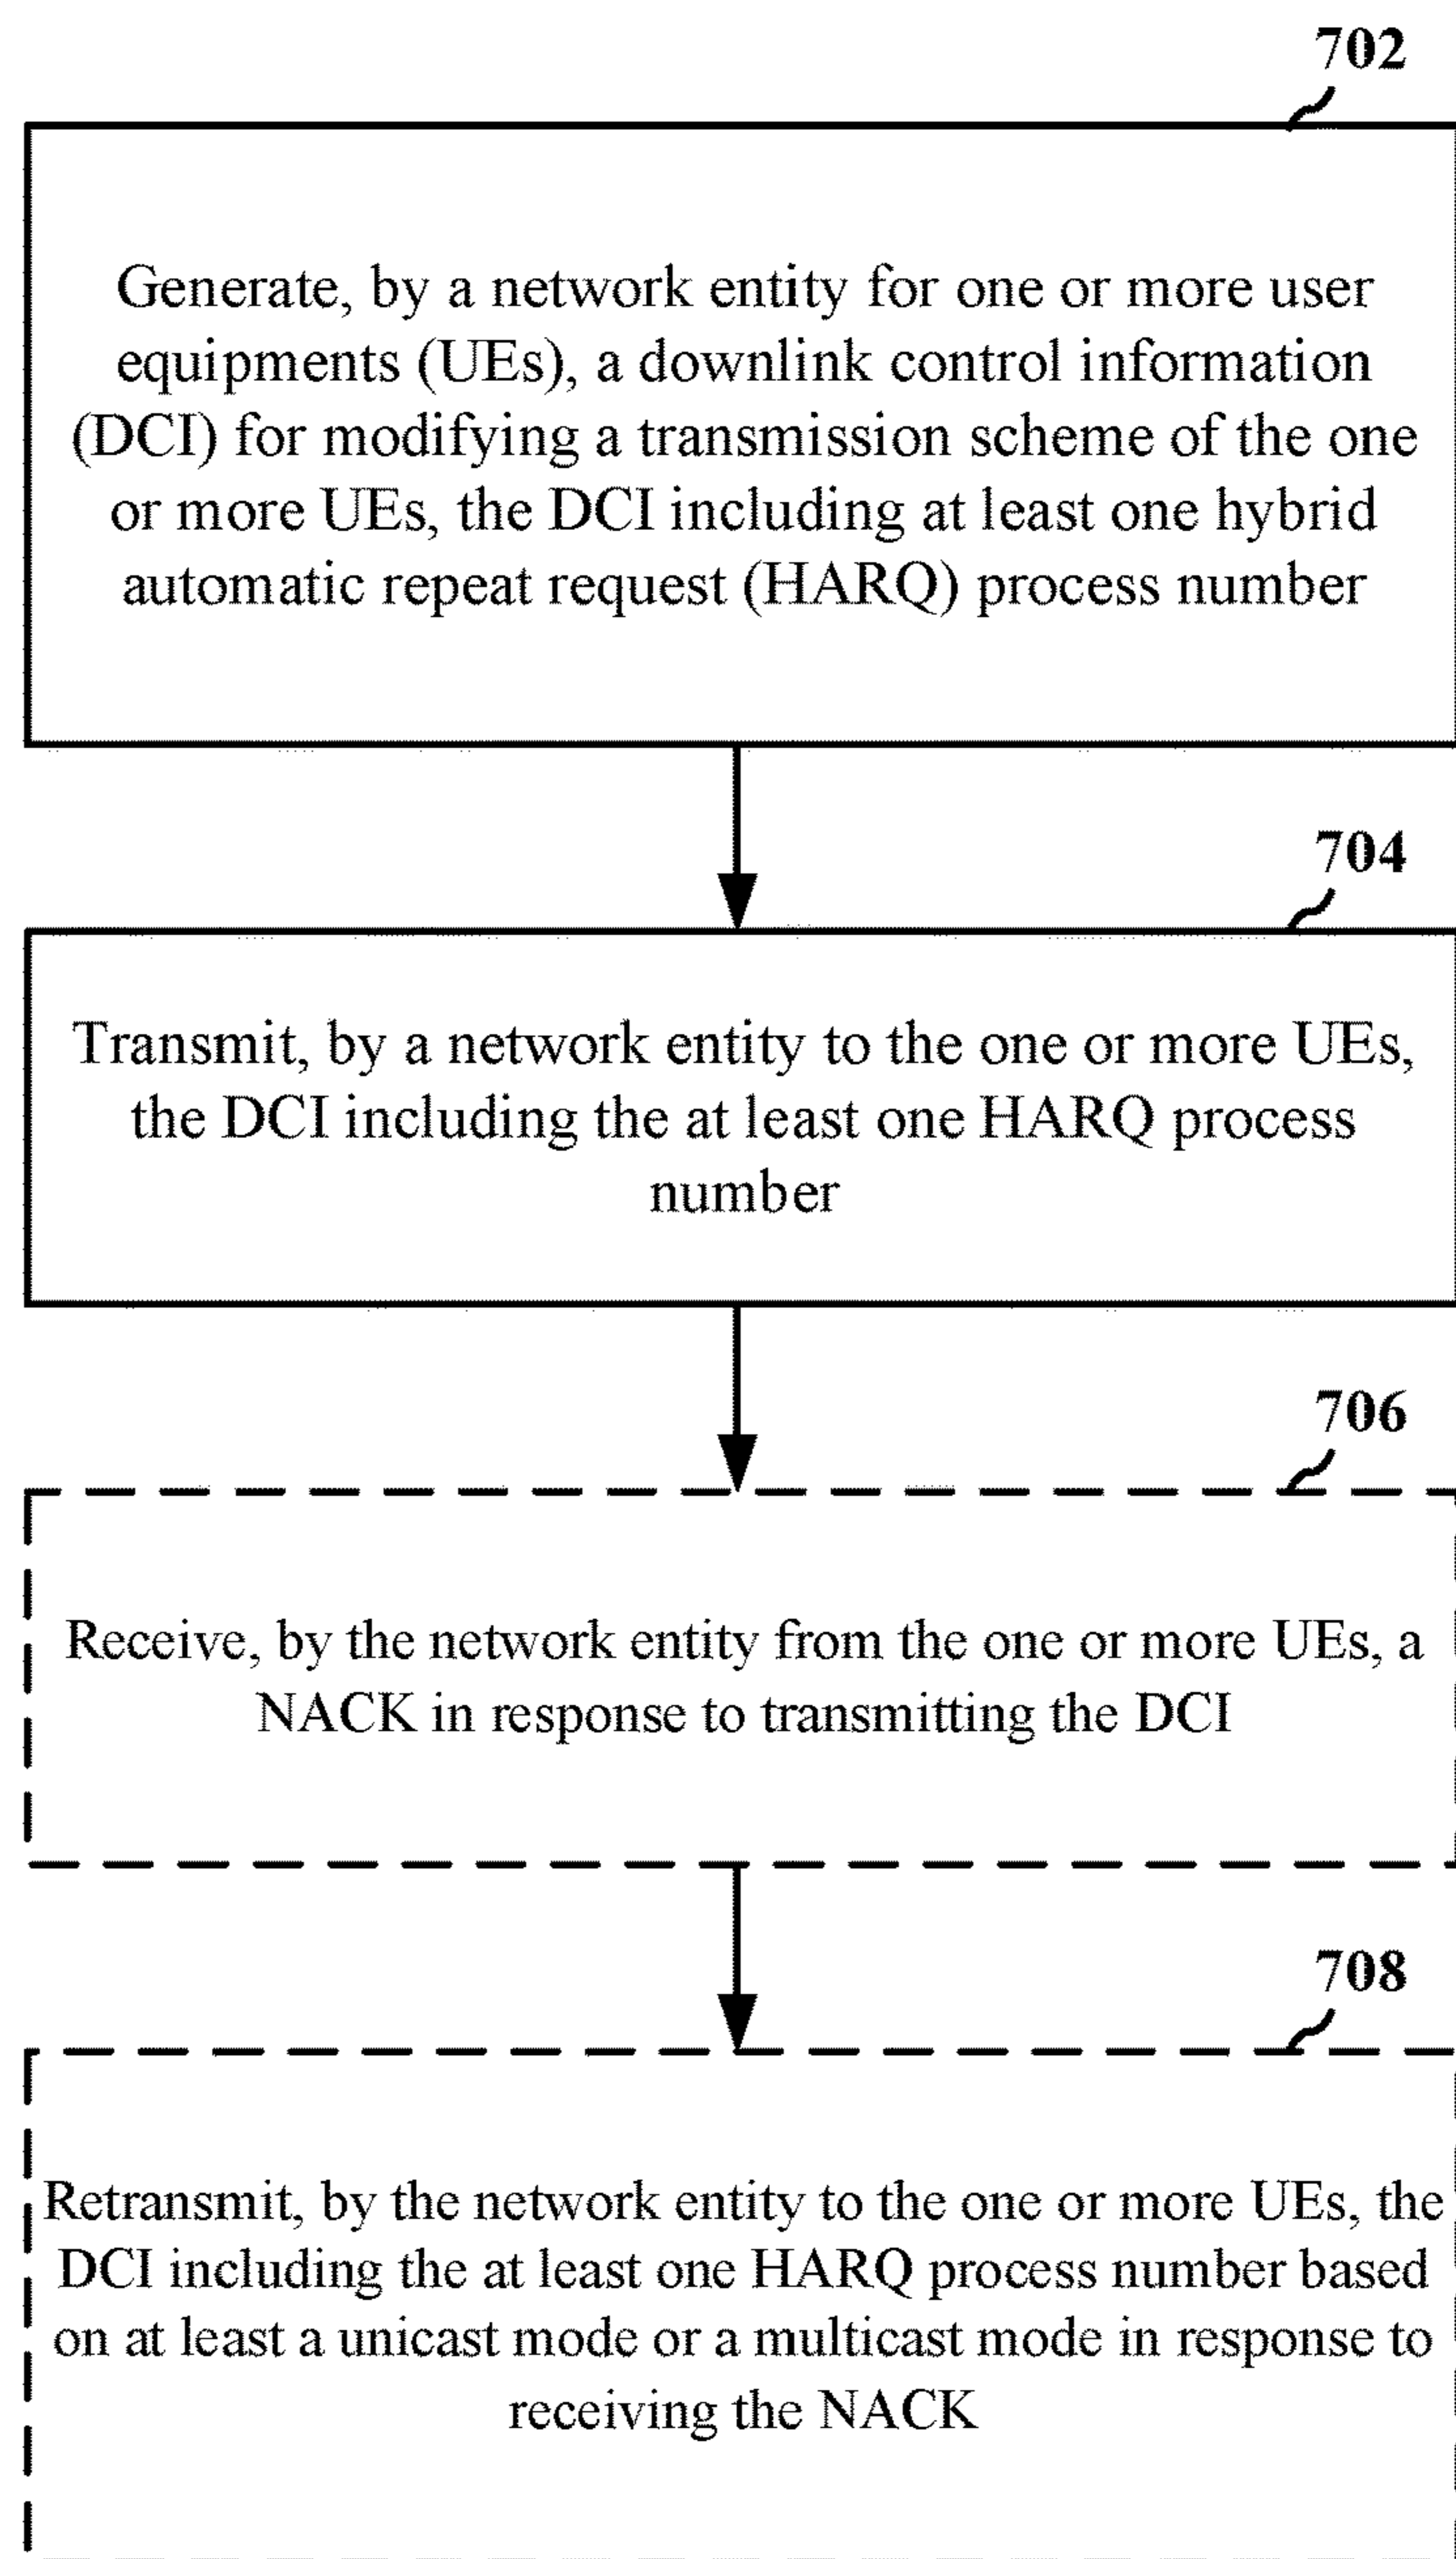 702
Generate, by a network entity for one or more user
equipments (UEs), a downlink control information
(DCI) for modifying a transmission scheme of the one
or more UEs, the DCI including at least one hybrid
automatic repeat request (HARQ) process number
704
Transmit, by a network entity to the one or more UEs,
the DCI including the at least one HARQ process
number
706
Receive, by the network entity from the one or more UEs, a
NACK in response to transmitting the DCI
708
Retransmit, by the network entity to the one or more UEs, the
DCI including the at least one HARQ process number based
on at least a unicast mode or a multicast mode in response to
receiving the NACK